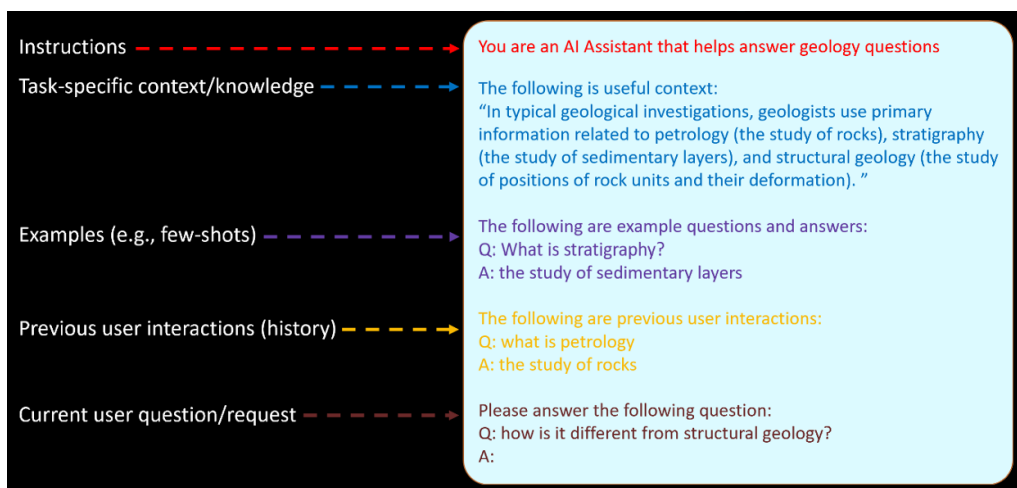 Instructions
You are an AI Assistant that helps answer geology questions
Task-specific context/knowledge
The following is useful context:
“In typical geological investigations, geologists use primary
information related to petrology (the study of rocks), stratigraphy
(the study of sedimentary layers), and structural geology (the study
of positions of rock units and their deformation). ”
Examples (e.g., few-shots)
The following are example questions and answers:
Q: What is stratigraphy?
A: the study of sedimentary layers
Previous user interactions (history)
The following are previous user interactions:
Q: what is petrology
A: the study of rocks
Current user question/request
Please answer the following question:
Q: how is it different from structural geology?
A: